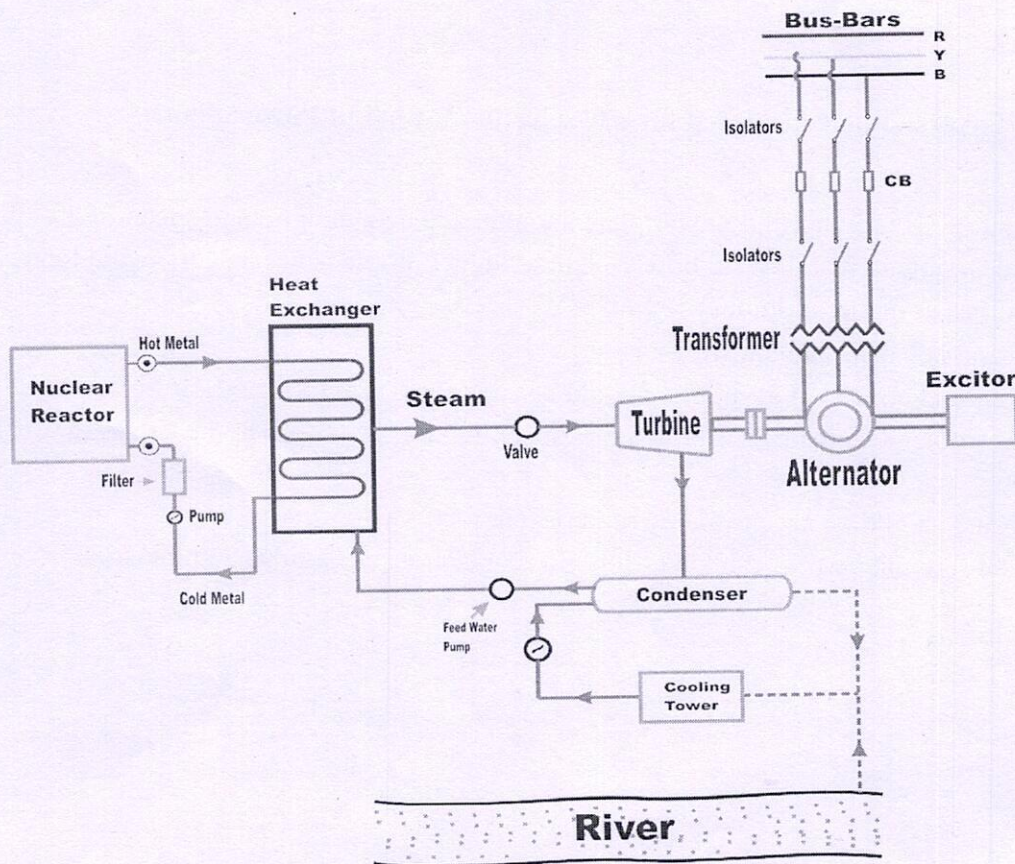 Bus-Bars
R
Y
B
Isolators
CB
Isolators
Heat
Exchanger
Transformer
Hot Metal
Nuclear
Reactor
Steam
Turbine
Excitor
Valve
Alternator
Filter
Pump
Cold Metal
Condenser
Feed Water
Pump
Cooling
Tower
River